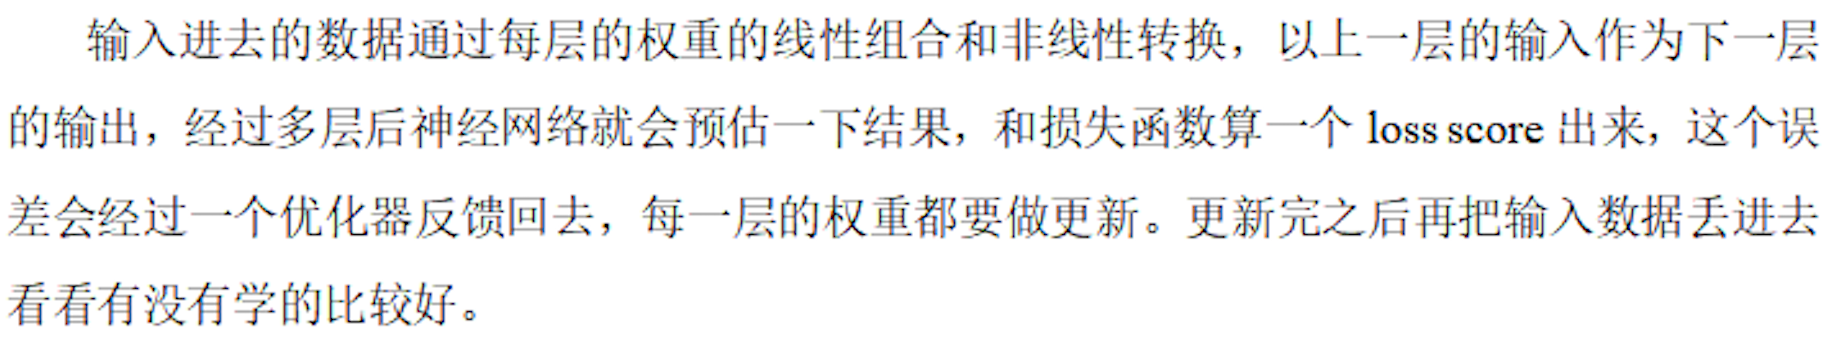 输入进去的数据通过每层的权重的线性组合和非线性转换，以上一层的输入作为下一层
的输出，经过多层后神经网络就会预估一下结果，和损失函数算一个 loss score 出来，这个误
差会经过一个优化器反馈回去，每一层的权重都要做更新。更新完之后再把输入数据丢进去
看看有没有学的比较好。